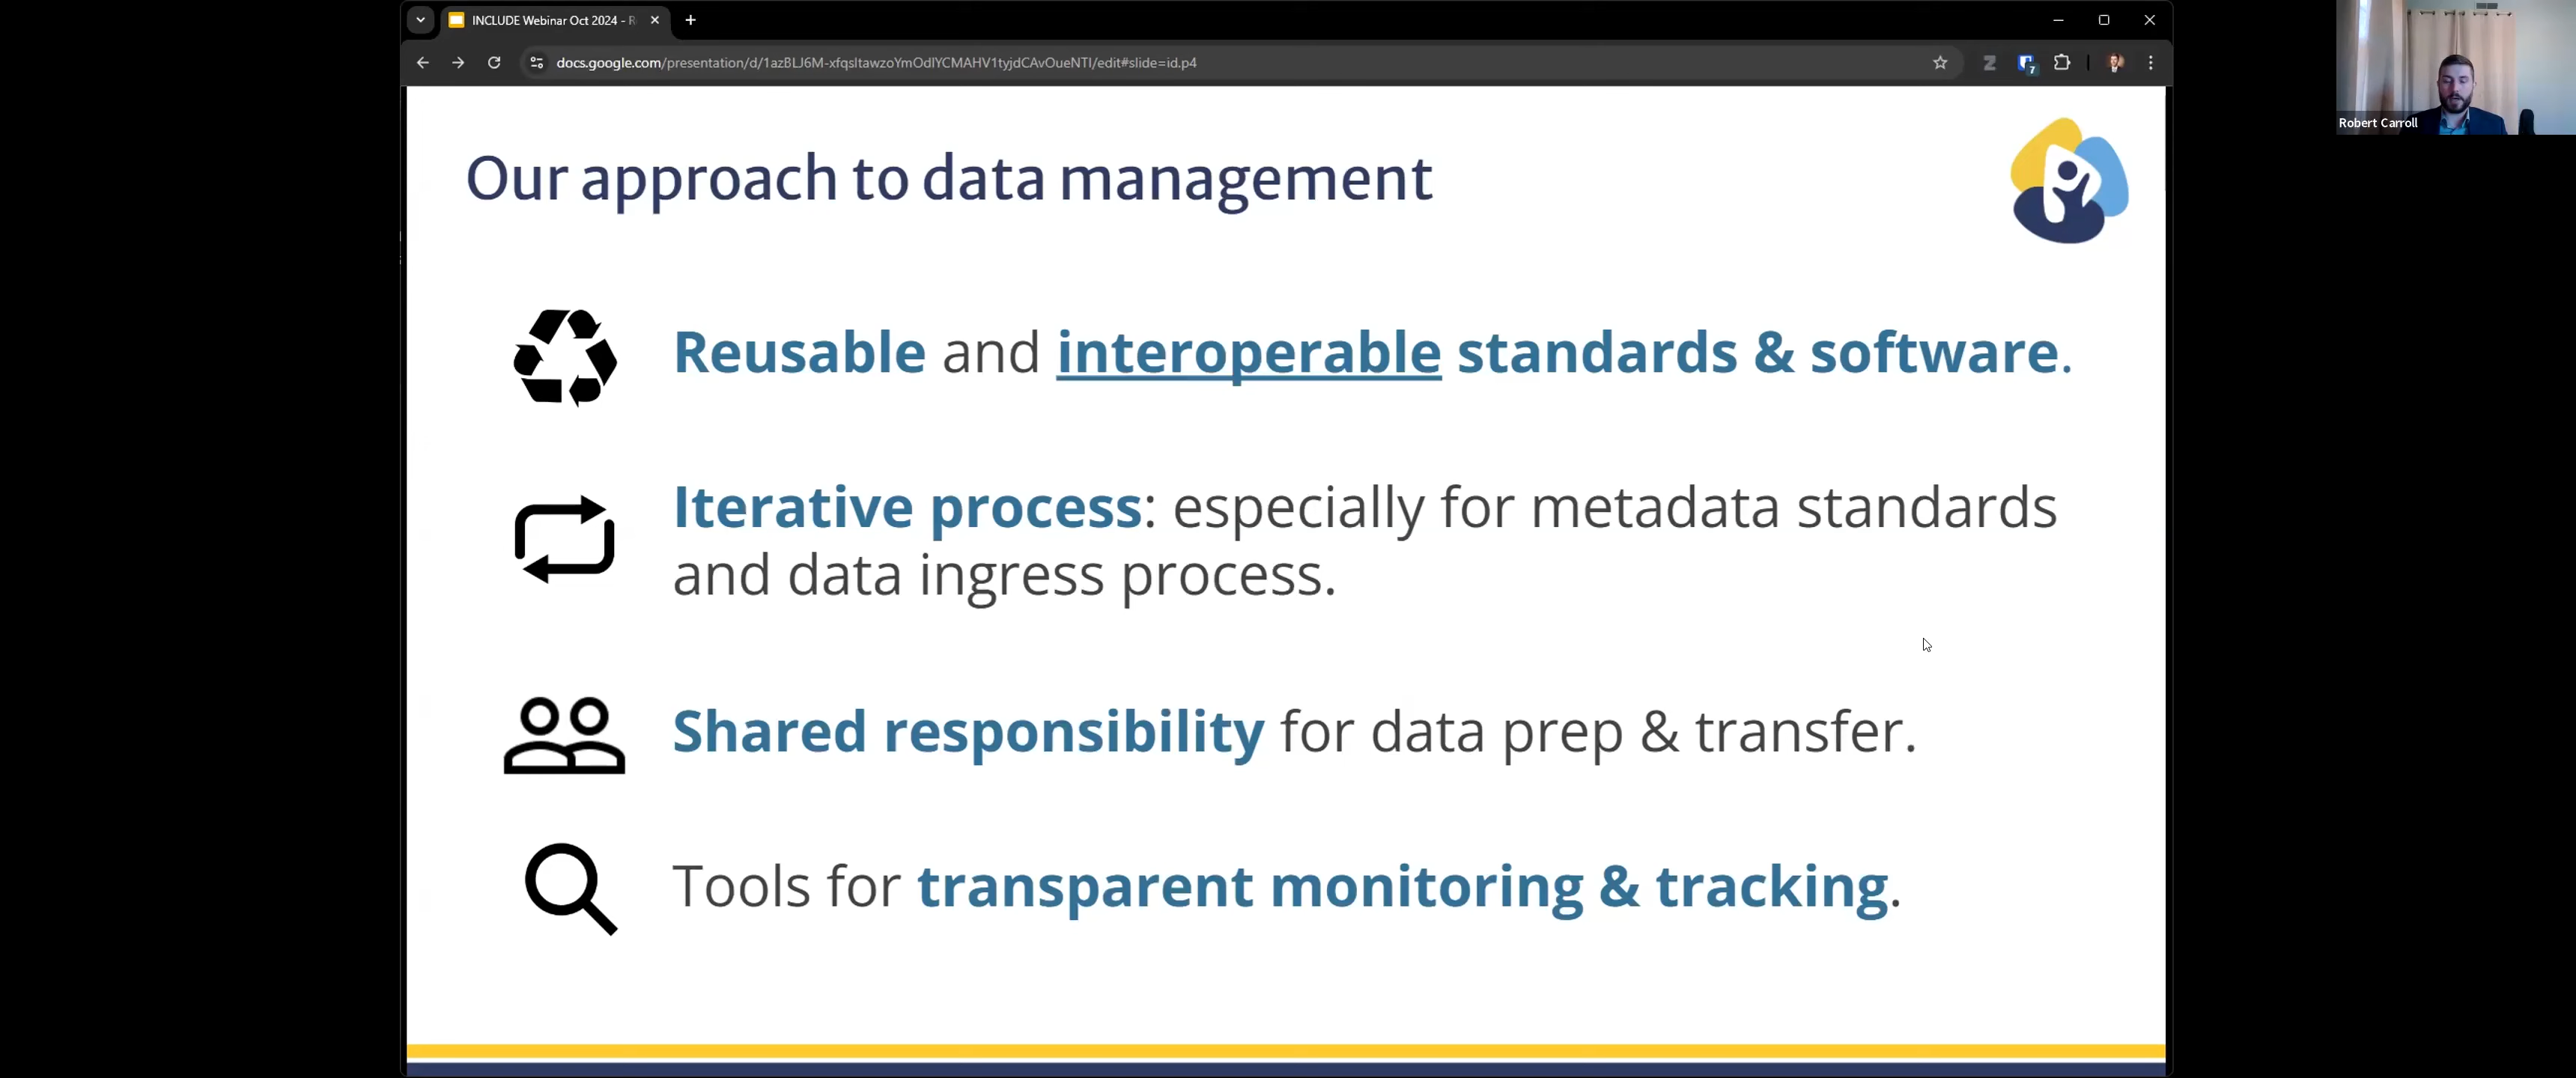 INCLUDE Webinar Oct 2024 - R
docs.google.com/presentation/d/1azBLJ6M-xfqsItawzoYmOdlYCMAHV1tyjdCAvOueNTI/edit#slide=id.p4
7
Robert Carroll
Our approach to data management
Reusable and interoperable standards & software.
Iterative process: especially for metadata standards
and data ingress process.
Shared responsibility for data prep & transfer.
Tools for transparent monitoring & tracking.